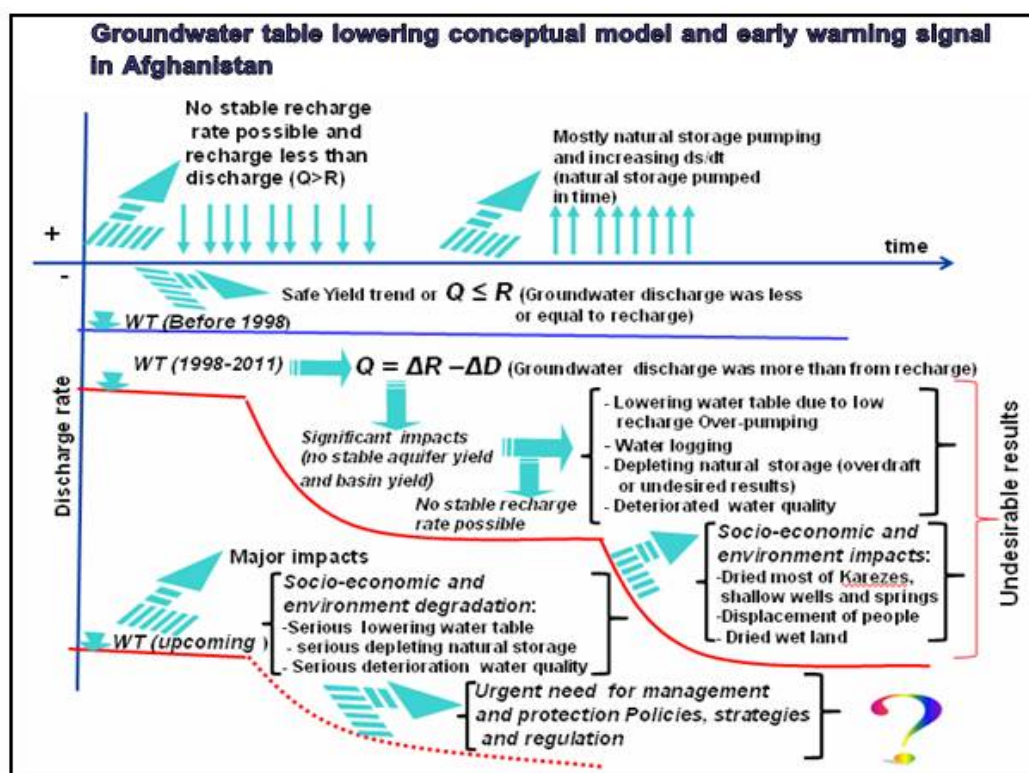 Groundwater table lowering conceptual model and early warning signal
in Afghanistan
No stable recharge
rate possible and
recharge less than
discharge (Q>R)
Mostly natural storage pumping
and increasing ds/dt
(natural storage pumped
in time)
+
time
-
Safe Yield trend or Q ≤ R (Groundwater discharge was less
or equal to recharge)
WT (Before 1998)
WT (1998-2011)
Q = ΔR –ΔD (Groundwater discharge was more than from recharge)
Discharge rate
Significant impacts
(no stable aquifer yield
and basin yield)
No stable recharge
rate possible
- Lowering water table due to low
recharge Over-pumping
- Water logging
- Depleting natural storage (overdraft
or undesired results)
- Deteriorated water quality
Undesirable results
Socio-economic and
environment impacts:
-Dried most of Karezes,
shallow wells and springs
-Displacement of people
- Dried wet land
Major impacts
WT (upcoming )
Socio-economic and
environment degradation:
-Serious lowering water table
- serious depleting natural storage
- Serious deterioration water quality
Urgent need for management
and protection Policies, strategies
and regulation
?